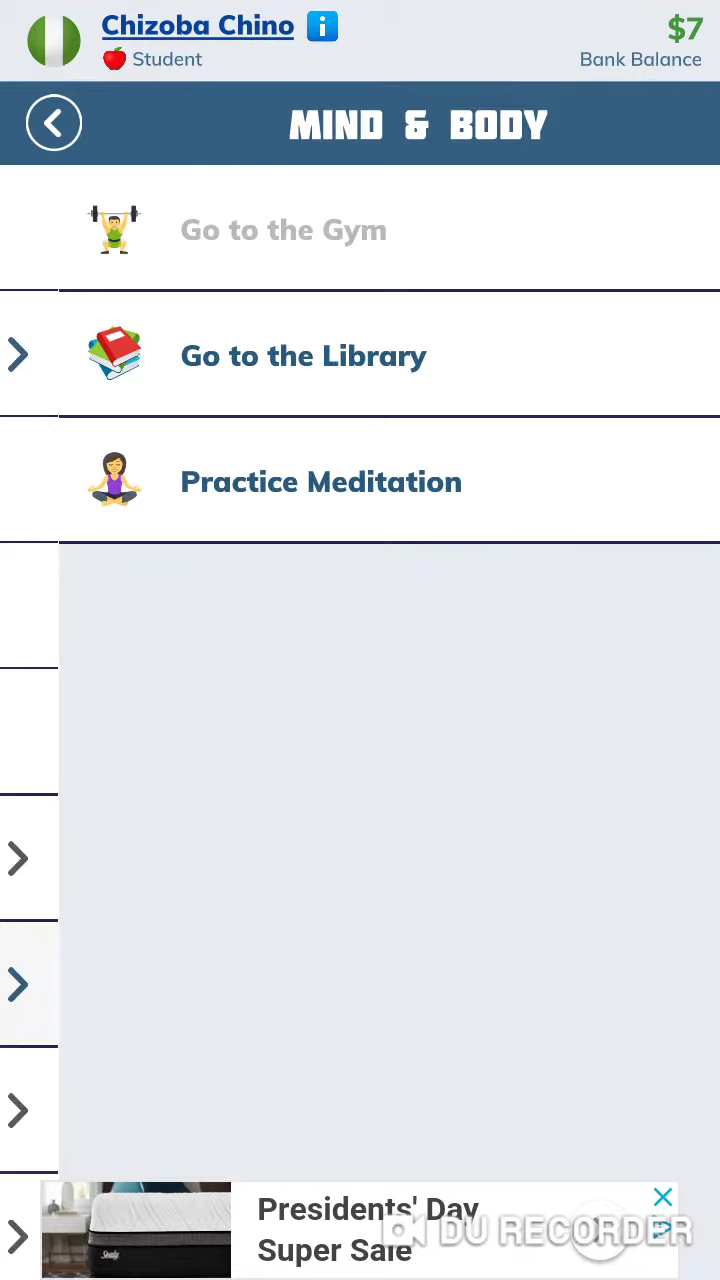 Chizoba Chino
Student
$7
Bank Balance
MIND & BODY
Go to the Gym
Go to the Library
Practice Meditation
Presidents' Day
Super Sale
Sealy
DU RECORDER